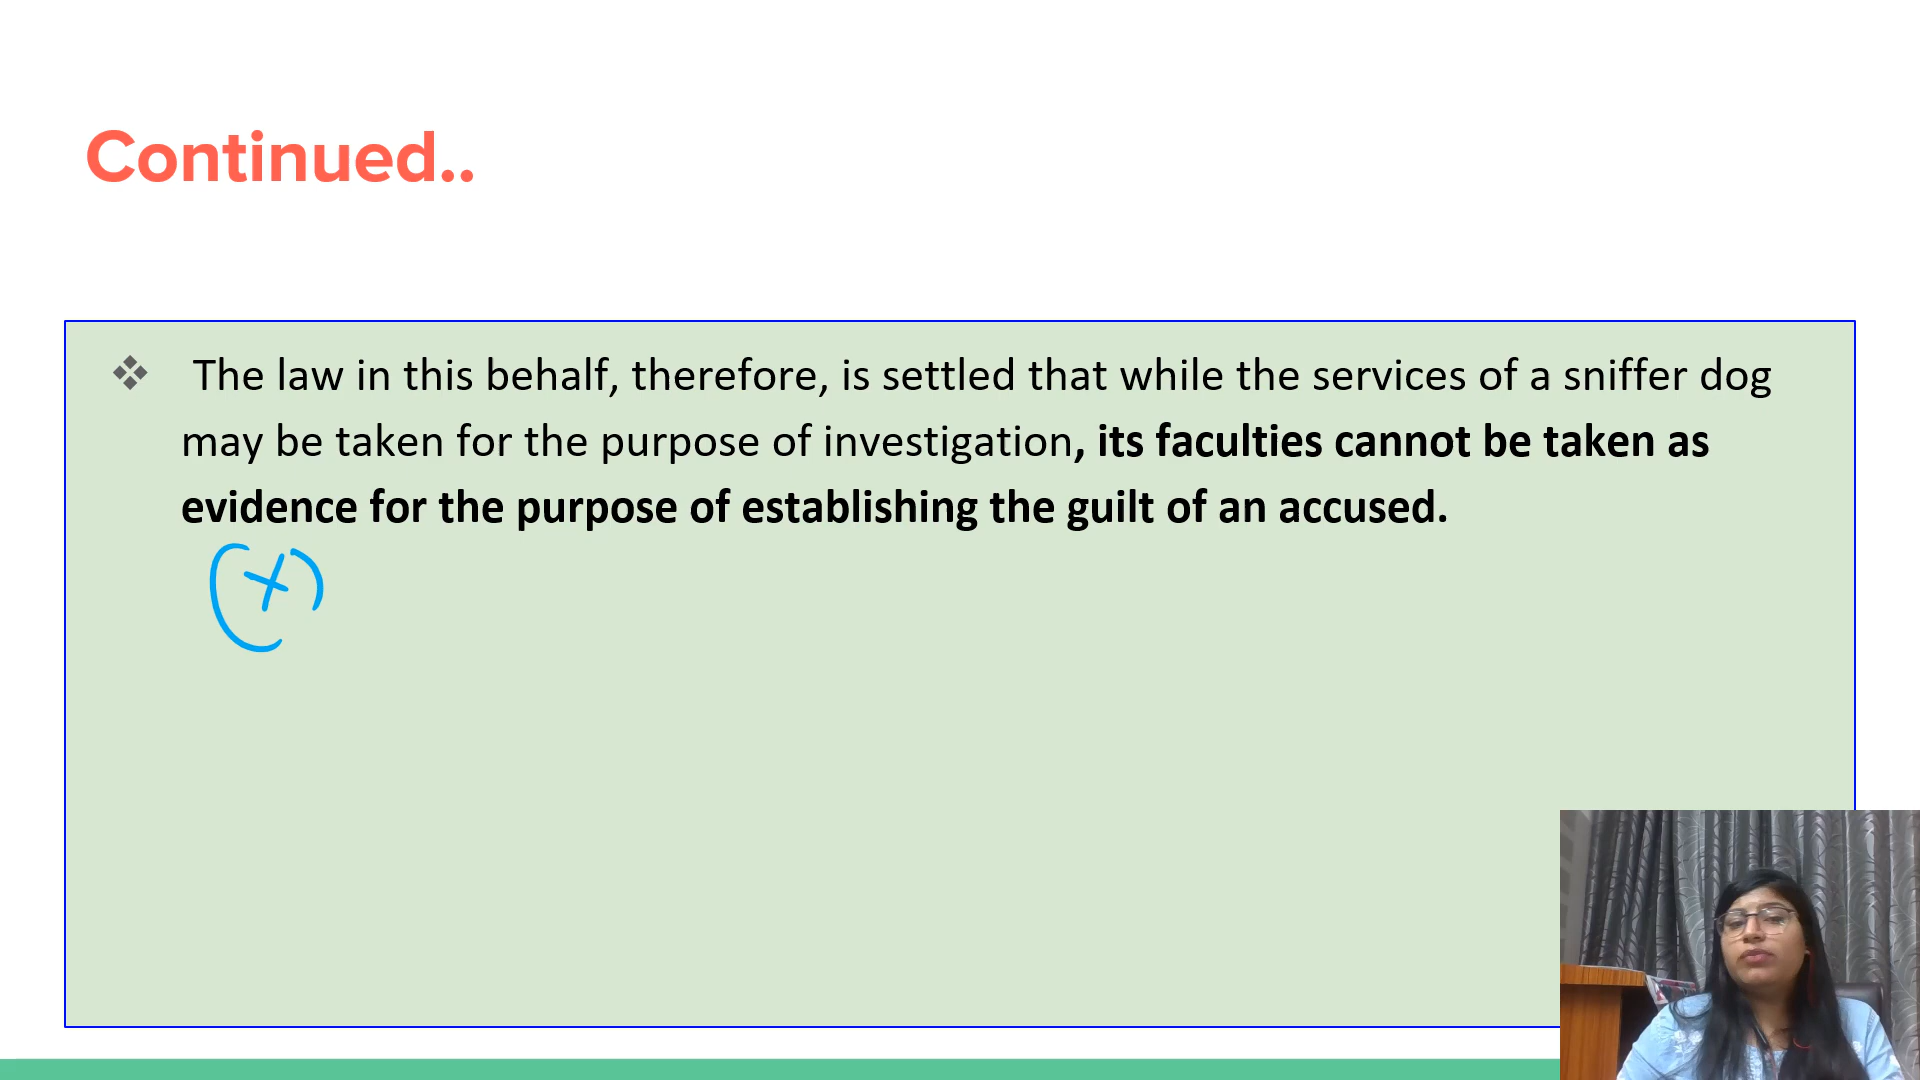 Continued..
❖ The law in this behalf, therefore, is settled that while the services of a sniffer dog
may be taken for the purpose of investigation, its faculties cannot be taken as
evidence for the purpose of establishing the guilt of an accused.
(+)